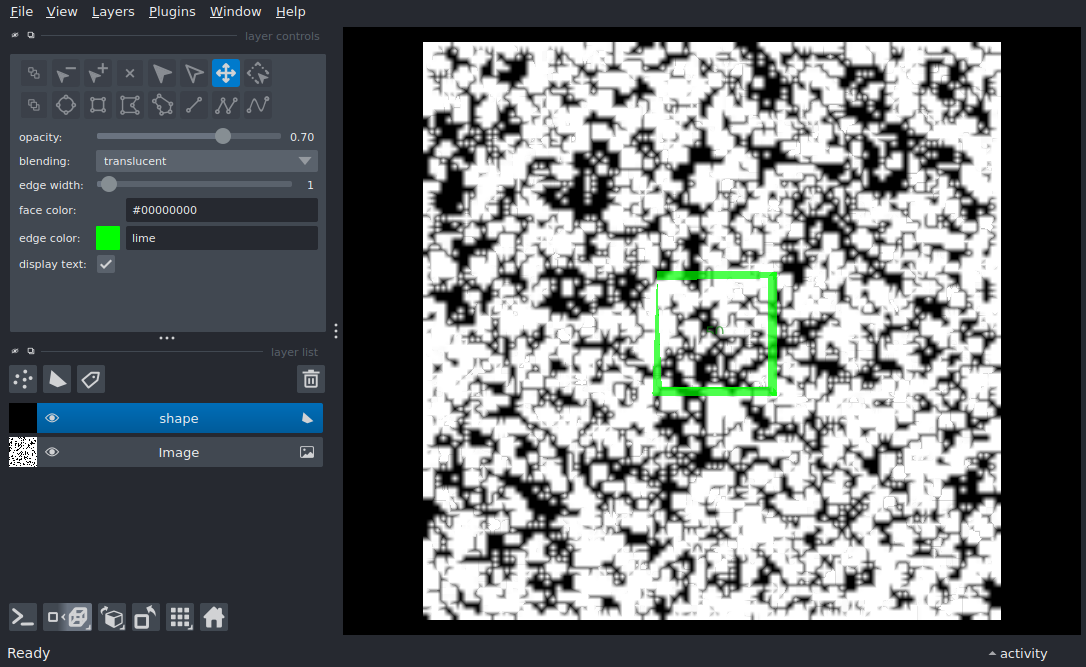 File View Layers Plugins Window Help
layer controls
opacity: 0.70
blending: translucent
edge width: 1
face color: #00000000
edge color: lime
display text:
layer list
shape
Image
Ready activity